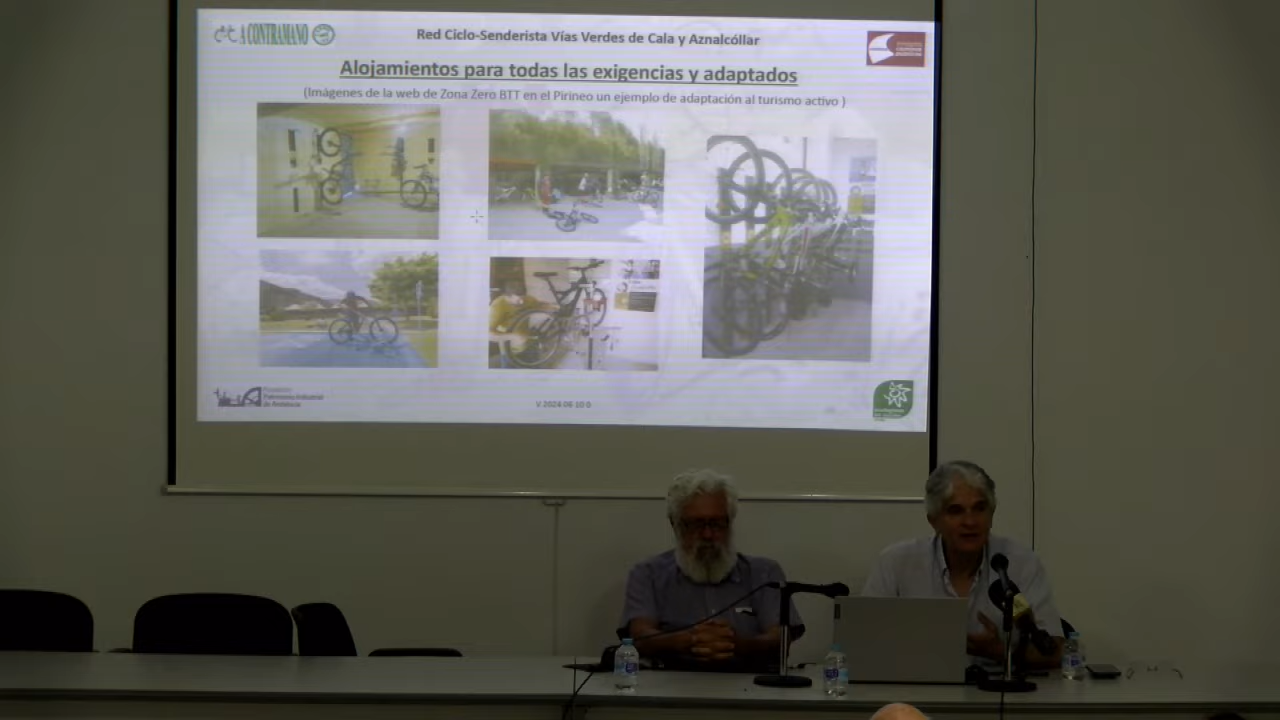 A CONTRAMANO
Red Ciclo-Senderista Vías Verdes de Cala y Aznalcóllar
Alojamientos para todas las exigencias y adaptados
(Imágenes de la web de Zona Zero BTT en el Pirineo un ejemplo de adaptación al turismo activo )
Patrimonio Industrial
de Andalucía
V 2024 06 10 0